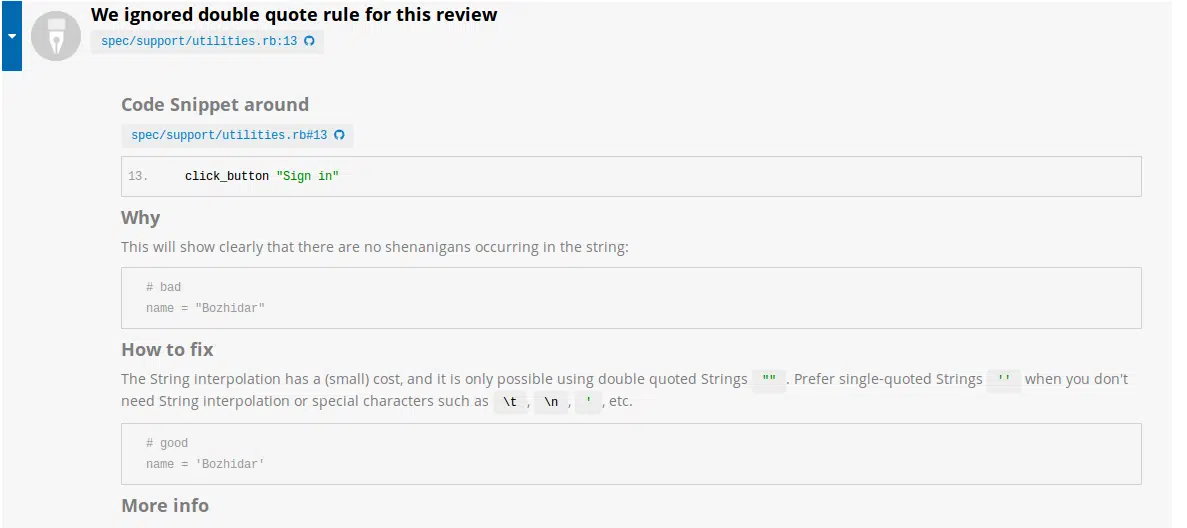 We ignored double quote rule for this review
spec/support/utilities.rb:13
Code Snippet around
spec/support/utilities.rb#13
13. click_button "Sign in"
Why
This will show clearly that there are no shenanigans occurring in the string:
# bad
name = "Bozhidar"
How to fix
The String interpolation has a (small) cost, and it is only possible using double quoted Strings "" . Prefer single-quoted Strings '' when you don't
need String interpolation or special characters such as \t , \n , ' , etc.
# good
name = 'Bozhidar'
More info